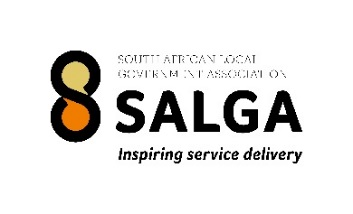 SOUTH AFRICAN LOCAL
GOVERNMENT ASSOCIATION
SALGA
Inspiring service delivery